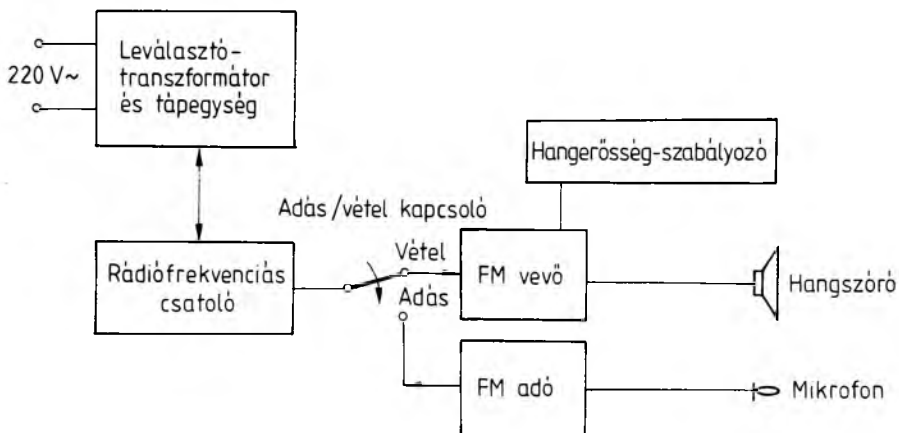 Leválasztó-
transzformátor
és tápegység
220 V~
Hangerősség-szabályozó
Adás/vétel kapcsoló
Rádiófrekvenciás
csatoló
Vétel
Adás
FM vevő
Hangszóró
FM adó
Mikrofon